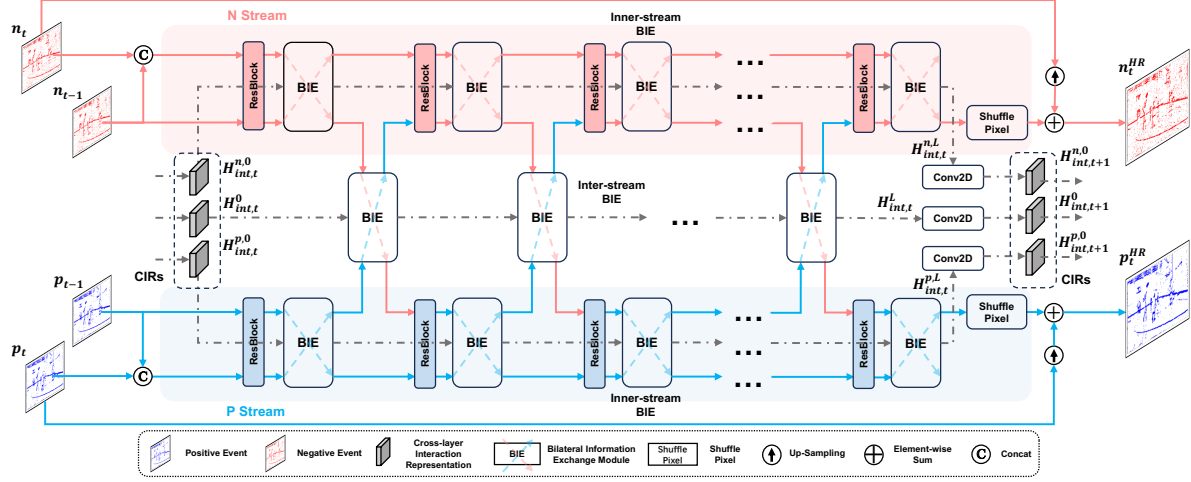 N Stream
Inner-stream
BIE
n_t
n_{t-1}
C
ResBlock
BIE
ResBlock
BIE
ResBlock
BIE
...
...
...
ResBlock
BIE
Shuffle
Pixel
n_t^{HR}
H_{int,t}^{n,0}
H_{int,t}^{0}
H_{int,t}^{p,0}
CIRs
BIE
BIE
Inter-stream
BIE
...
BIE
H_{int,t}^{n,L}
H_{int,t}^{L}
H_{int,t}^{p,L}
Conv2D
Conv2D
Conv2D
H_{int,t+1}^{n,0}
H_{int,t+1}^{0}
H_{int,t+1}^{p,0}
CIRs
p_{t-1}
p_t
C
ResBlock
BIE
ResBlock
BIE
ResBlock
BIE
...
...
...
ResBlock
BIE
Shuffle
Pixel
p_t^{HR}
P Stream
Inner-stream
BIE
Positive Event
Negative Event
Cross-layer
Interaction
Representation
BIE
Bilateral Information
Exchange Module
Shuffle
Pixel
Shuffle
Pixel
Up-Sampling
Element-wise
Sum
C
Concat